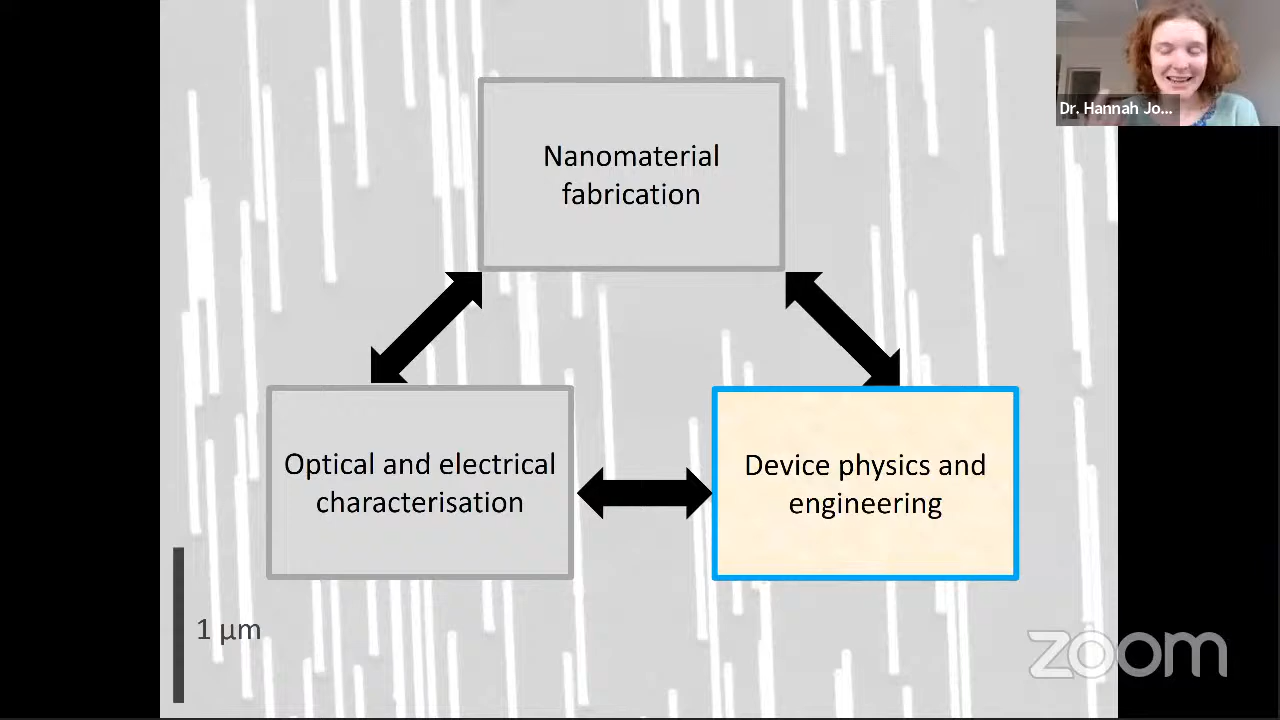 Nanomaterial
fabrication
Dr. Hannah Jo...
Optical and electrical
characterisation
Device physics and
engineering
1 µm
zoom